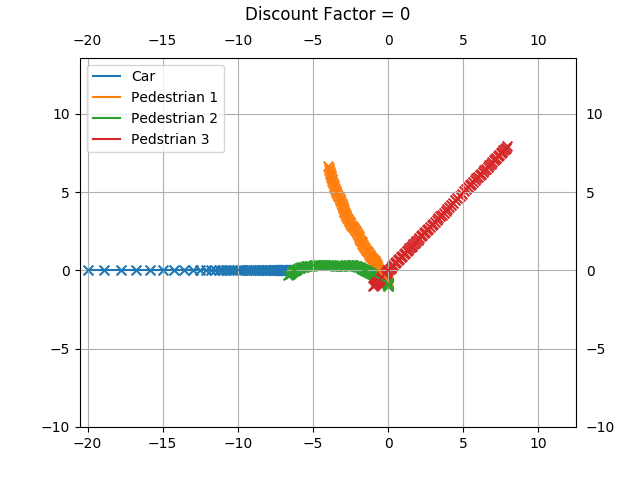 Discount Factor = 0
−20 −15 −10 −5 0 5 10
Car
Pedestrian 1
Pedestrian 2
Pedstrian 3
10 10
5 5
0 0
−5 −5
−10 −10
−20 −15 −10 −5 0 5 10